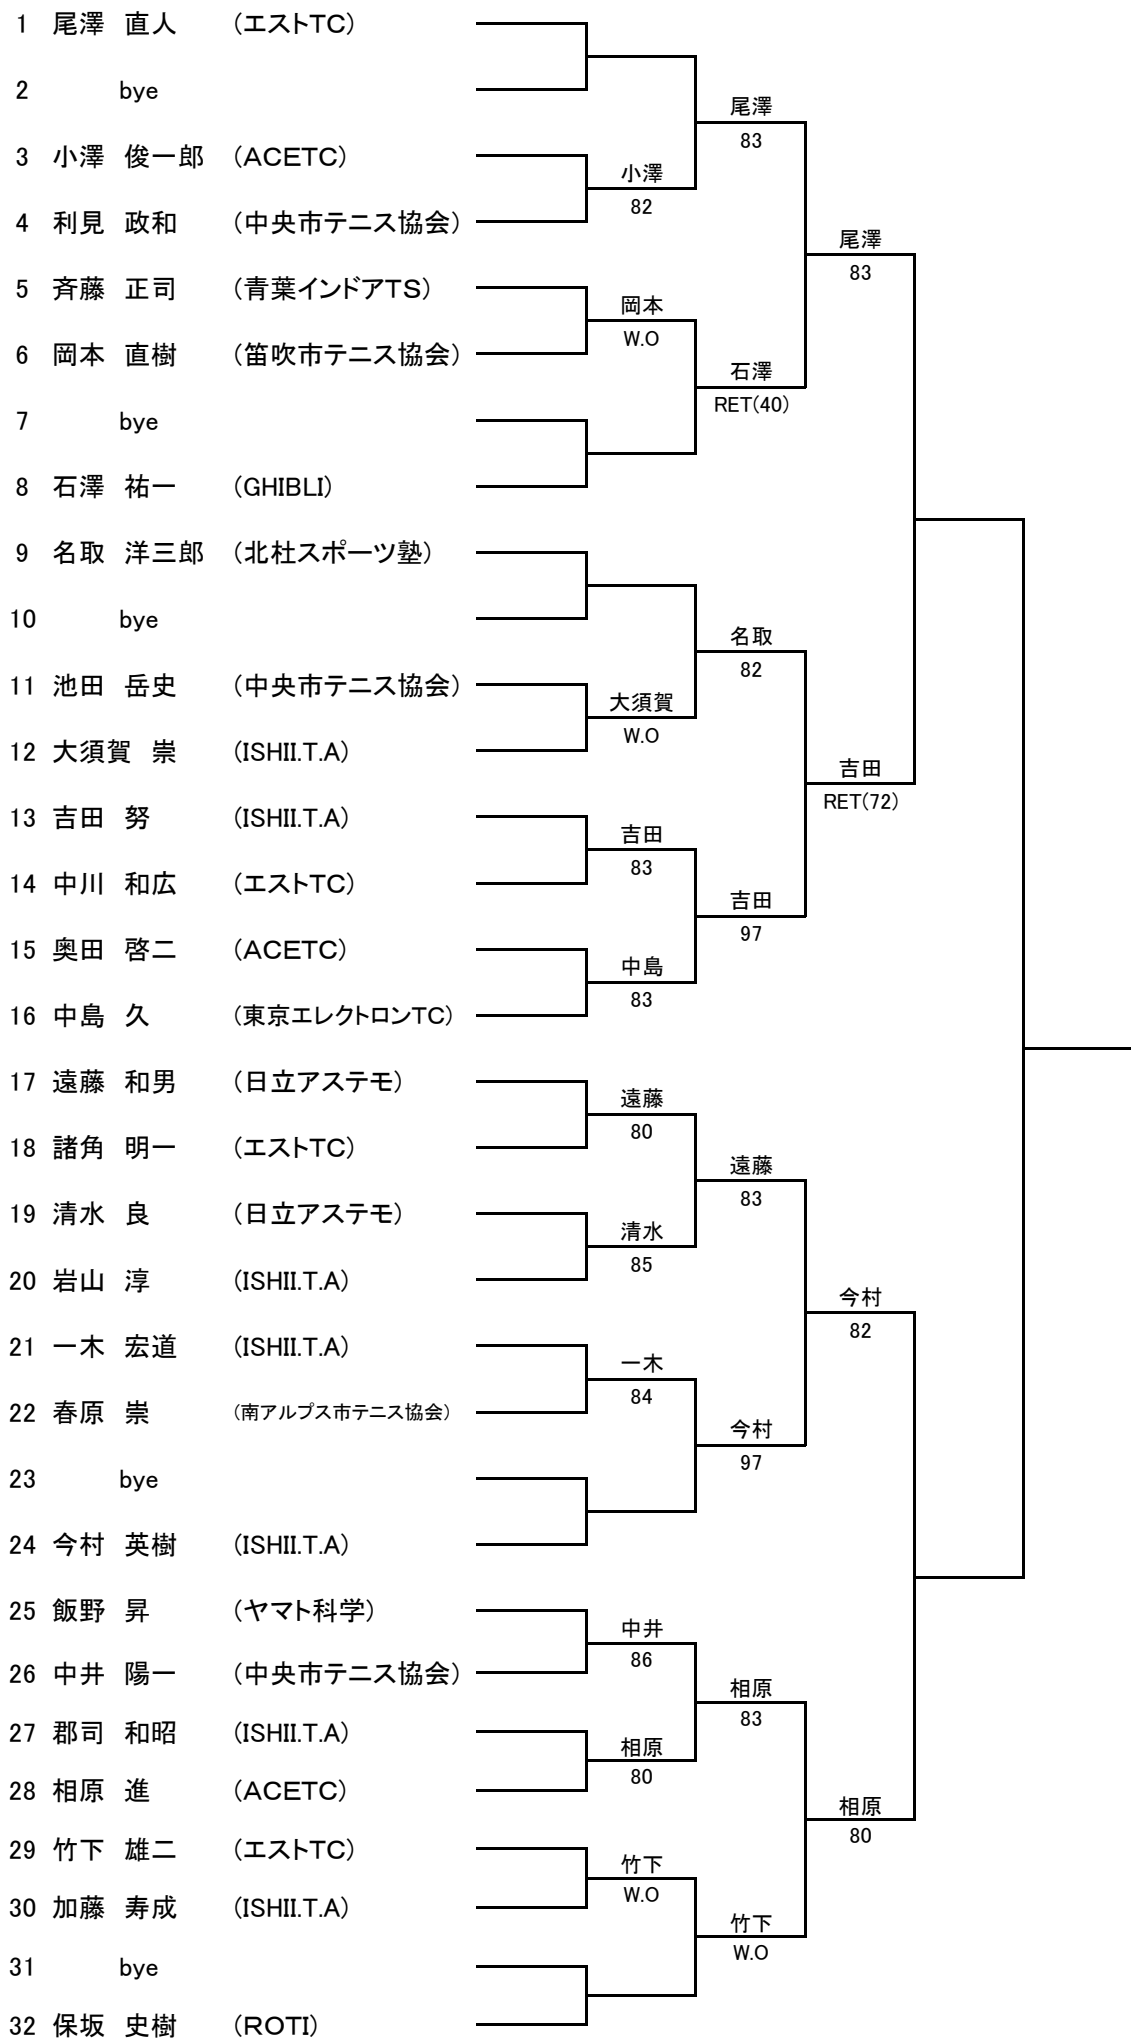 1 尾澤 直人 (エストTC)
2 bye
尾澤
83
3 小澤 俊一郎 (ACETC)
小澤
82
4 利見 政和 (中央市テニス協会)
尾澤
83
5 斉藤 正司 (青葉インドアTS)
岡本
W.O
6 岡本 直樹 (笛吹市テニス協会)
石澤
RET(40)
7 bye
8 石澤 祐一 (GHIBLI)
9 名取 洋三郎 (北杜スポーツ塾)
10 bye
名取
82
11 池田 岳史 (中央市テニス協会)
大須賀
W.O
12 大須賀 崇 (ISHII.T.A)
吉田
RET(72)
13 吉田 努 (ISHII.T.A)
吉田
83
14 中川 和広 (エストTC)
吉田
97
15 奥田 啓二 (ACETC)
中島
83
16 中島 久 (東京エレクトロンTC)
17 遠藤 和男 (日立アステモ)
遠藤
80
18 諸角 明一 (エストTC)
遠藤
83
19 清水 良 (日立アステモ)
清水
85
20 岩山 淳 (ISHII.T.A)
今村
82
21 一木 宏道 (ISHII.T.A)
一木
84
22 春原 崇 (南アルプス市テニス協会)
今村
97
23 bye
24 今村 英樹 (ISHII.T.A)
25 飯野 昇 (ヤマト科学)
中井
86
26 中井 陽一 (中央市テニス協会)
相原
83
27 郡司 和昭 (ISHII.T.A)
相原
80
28 相原 進 (ACETC)
相原
80
29 竹下 雄二 (エストTC)
竹下
W.O
30 加藤 寿成 (ISHII.T.A)
竹下
W.O
31 bye
32 保坂 史樹 (ROTI)